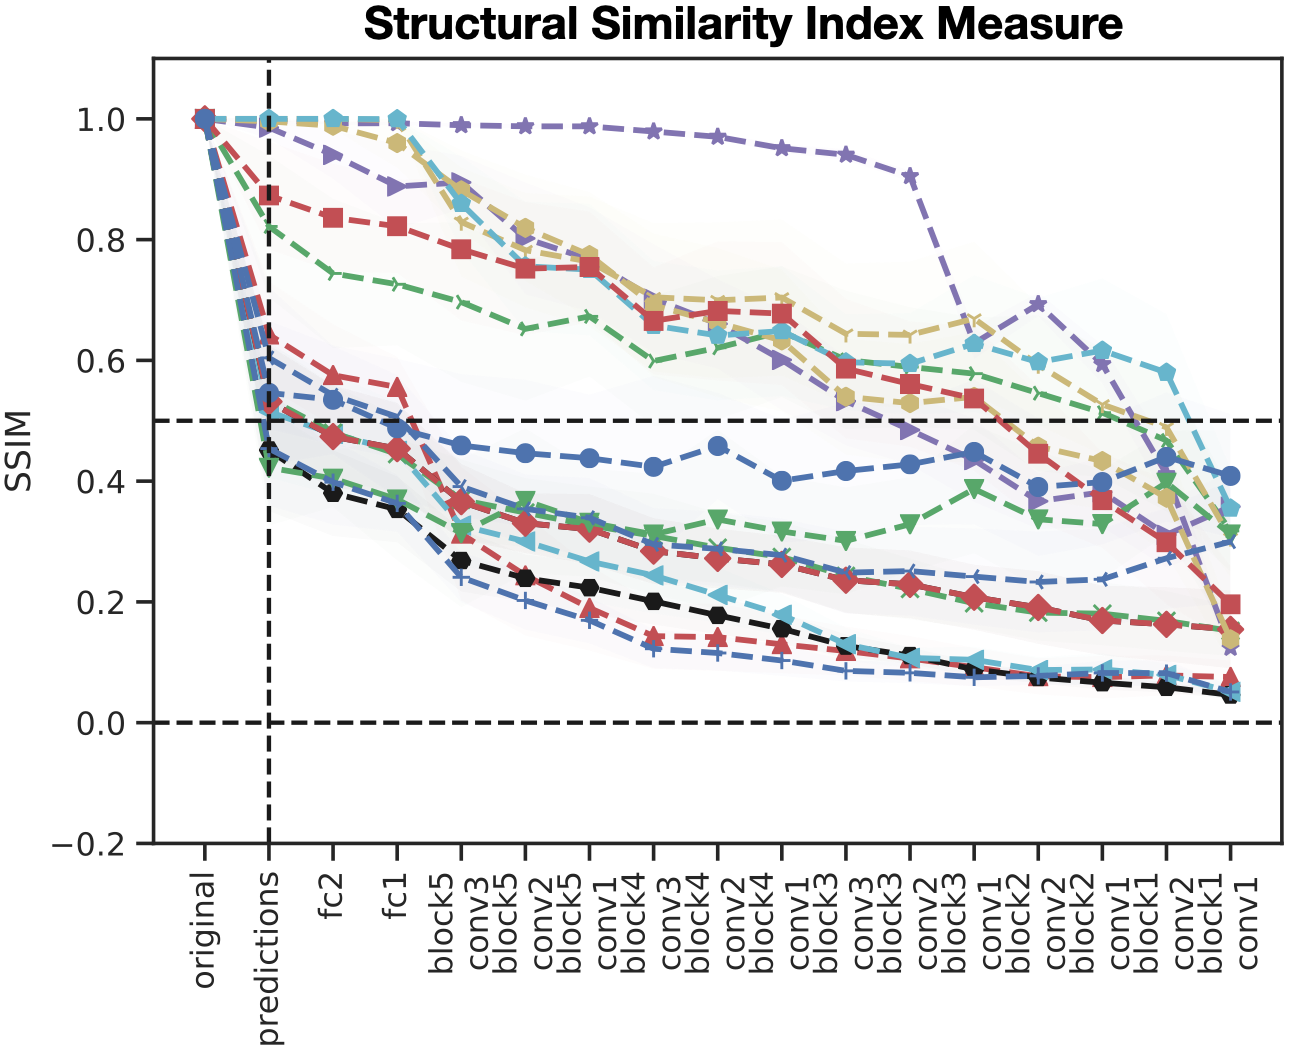 Structural Similarity Index Measure
SSIM
1.0
0.8
0.6
0.4
0.2
0.0
−0.2
original
predictions
fc2
fc1
block5
conv3
block5
conv2
block5
conv1
block4
conv3
block4
conv2
block4
conv1
block3
conv3
block3
conv2
block3
conv1
block2
conv2
block2
conv1
block1
conv2
block1
conv1